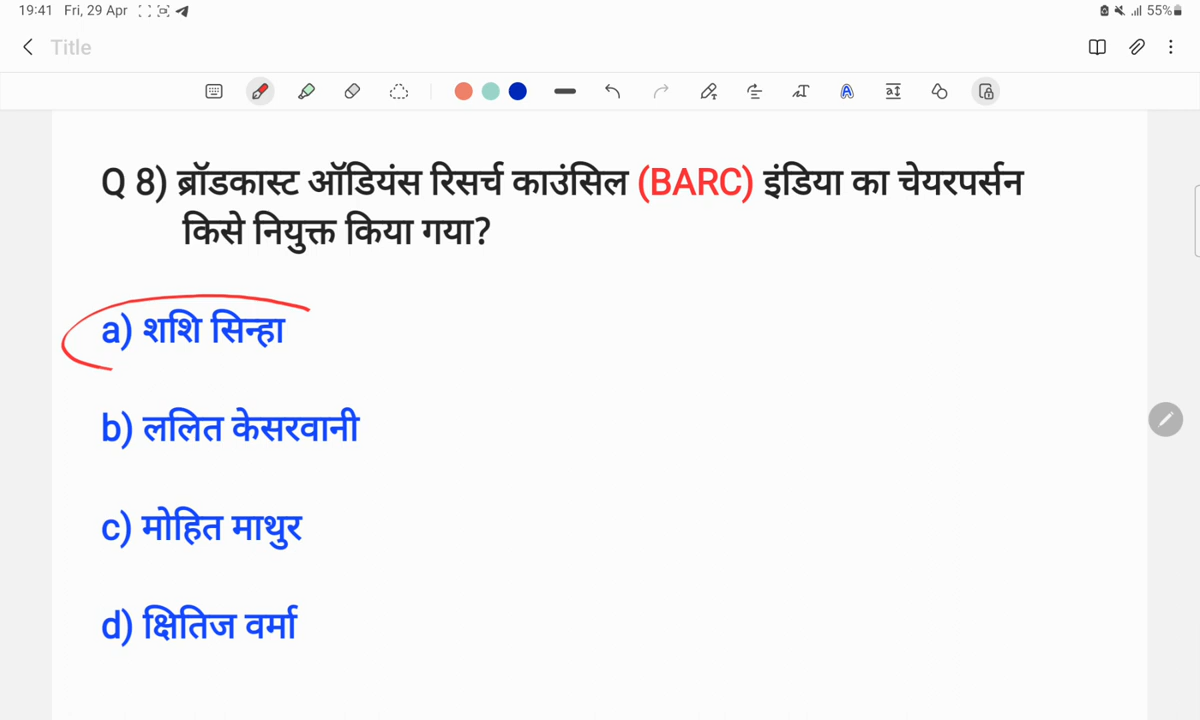 19:41 Fri, 29 Apr 55%
Title
Q 8) ब्रॉडकास्ट ऑडियंस रिसर्च काउंसिल (BARC) इंडिया का चेयरपर्सन
किसे नियुक्त किया गया?
a) शशि सिन्हा
b) ललित केसरवानी
c) मोहित माथुर
d) क्षितिज वर्मा